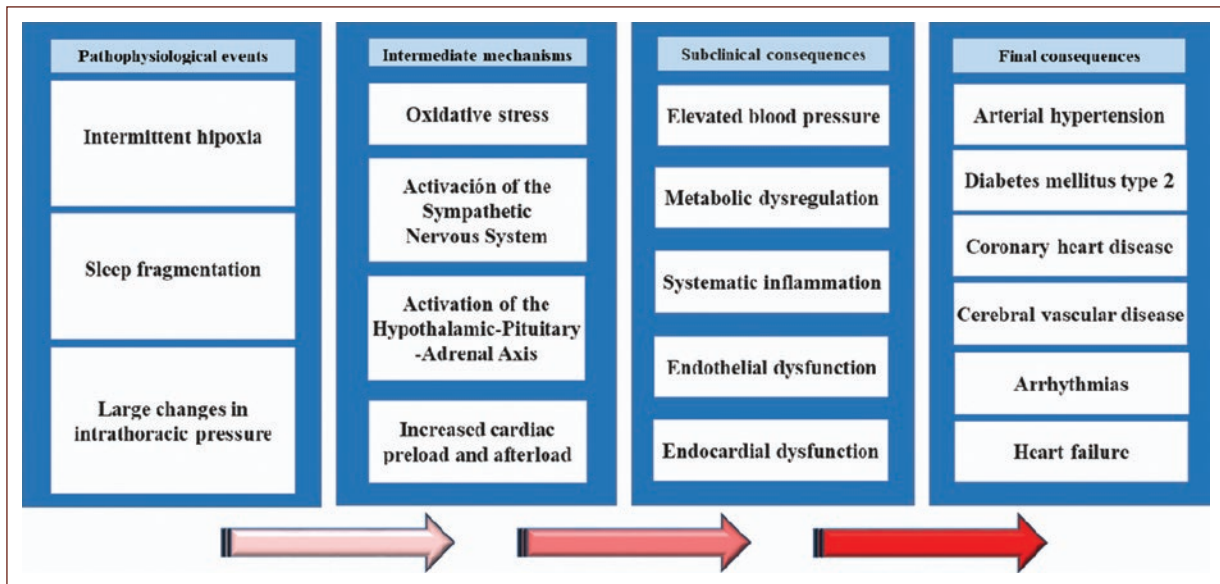 Pathophysiological events
Intermittent hipoxia
Sleep fragmentation
Large changes in
intrathoracic pressure
Intermediate mechanisms
Oxidative stress
Activación of the
Sympathetic
Nervous System
Activation of the
Hypothalamic-Pituitary
-Adrenal Axis
Increased cardiac
preload and afterload
Subclinical consequences
Elevated blood pressure
Metabolic dysregulation
Systematic inflammation
Endothelial dysfunction
Endocardial dysfunction
Final consequences
Arterial hypertension
Diabetes mellitus type 2
Coronary heart disease
Cerebral vascular disease
Arrhythmias
Heart failure